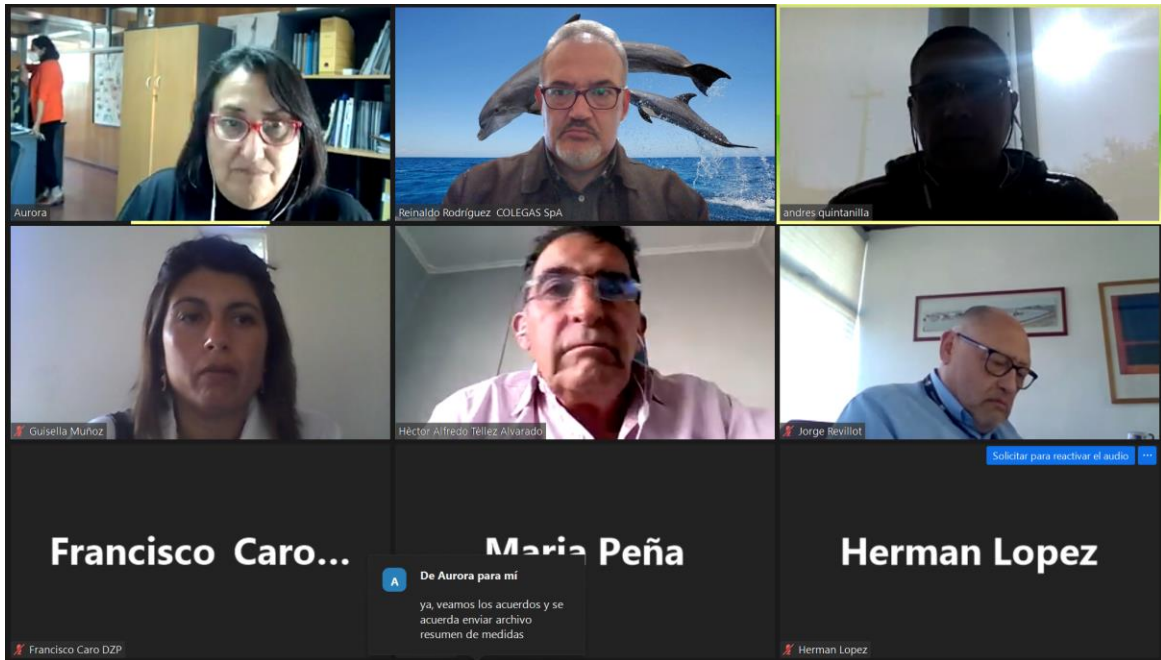 Aurora
Reinaldo Rodríguez COLEGAS SpA
andres quintanilla
Guisella Muñoz
Héctor Alfredo Téllez Alvarado
Jorge Revillot
Solicitar para reactivar el audio
...
Francisco Caro...
Maria Peña
Herman Lopez
A
De Aurora para mí
ya, veamos los acuerdos y se
acuerda enviar archivo
resumen de medidas
Francisco Caro DZP
Herman Lopez